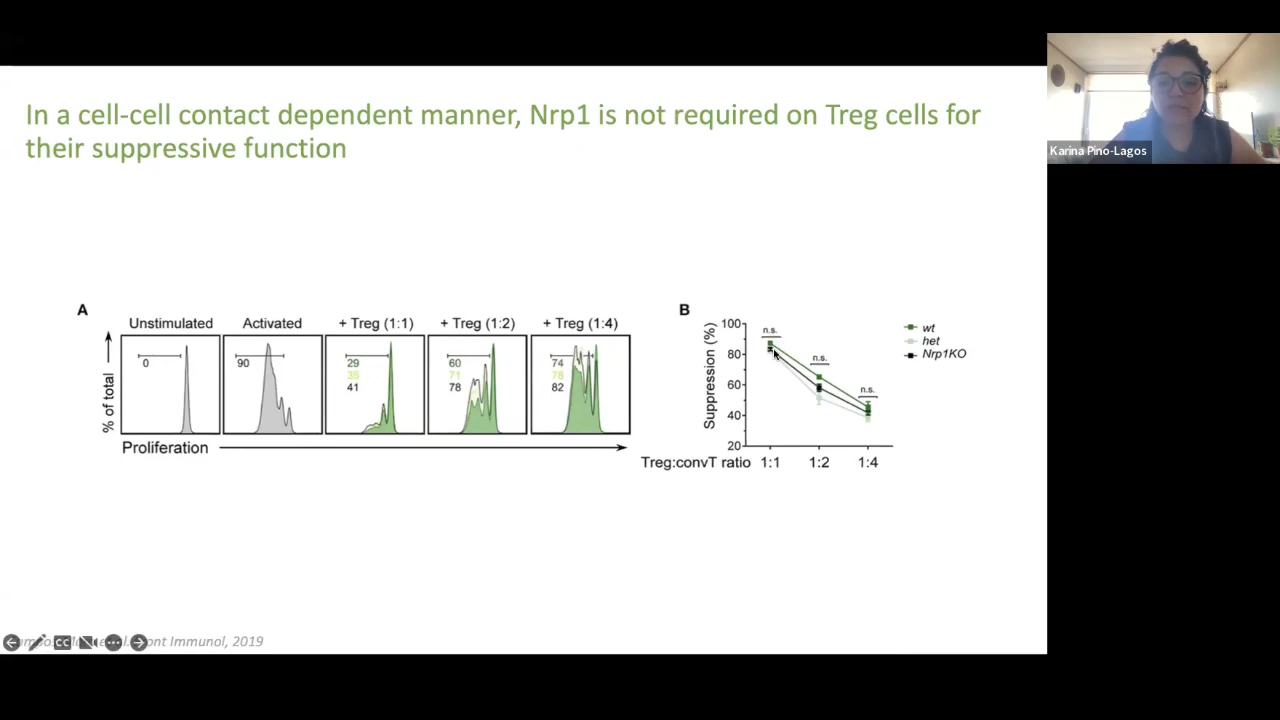 In a cell-cell contact dependent manner, Nrp1 is not required on Treg cells for
their suppressive function
Karina Pino-Lagos
A
Unstimulated
Activated
+ Treg (1:1)
+ Treg (1:2)
+ Treg (1:4)
% of total
0
90
29
35
41
60
71
78
74
78
82
Proliferation
B
Suppression (%)
100
80
60
40
20
n.s.
n.s.
n.s.
wt
het
Nrp1KO
Treg:convT ratio 1:1 1:2 1:4
CC
Immunol, 2019